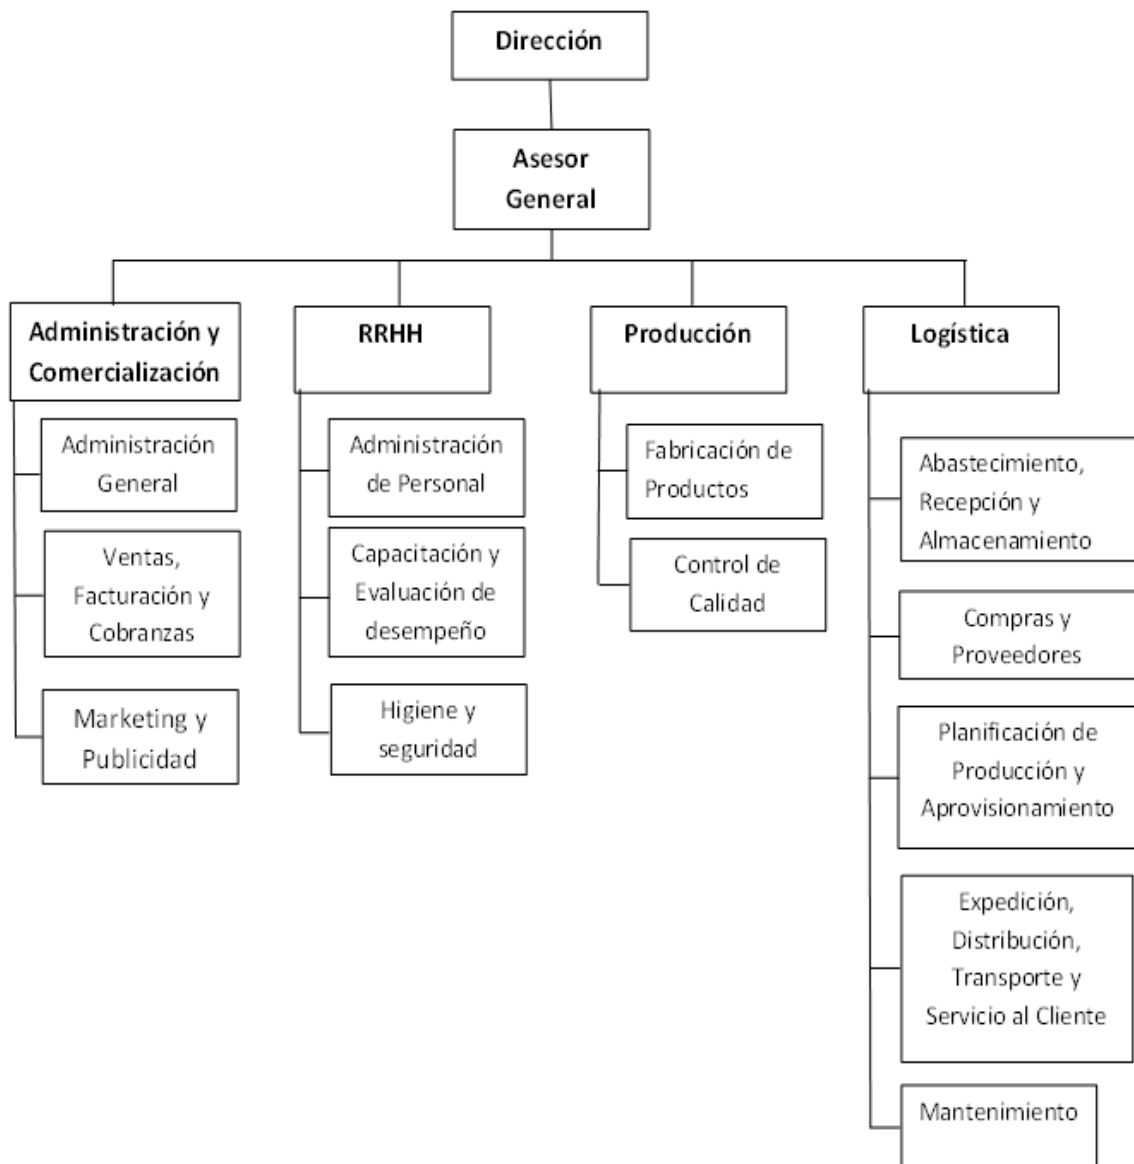 Dirección
Asesor
General
Administración y
Comercialización
RRHH
Producción
Logística
Administración
General
Ventas,
Facturación y
Cobranzas
Marketing y
Publicidad
Administración
de Personal
Capacitación y
Evaluación de
desempeño
Higiene y
seguridad
Fabricación de
Productos
Control de
Calidad
Abastecimiento,
Recepción y
Almacenamiento
Compras y
Proveedores
Planificación de
Producción y
Aprovisionamiento
Expedición,
Distribución,
Transporte y
Servicio al Cliente
Mantenimiento